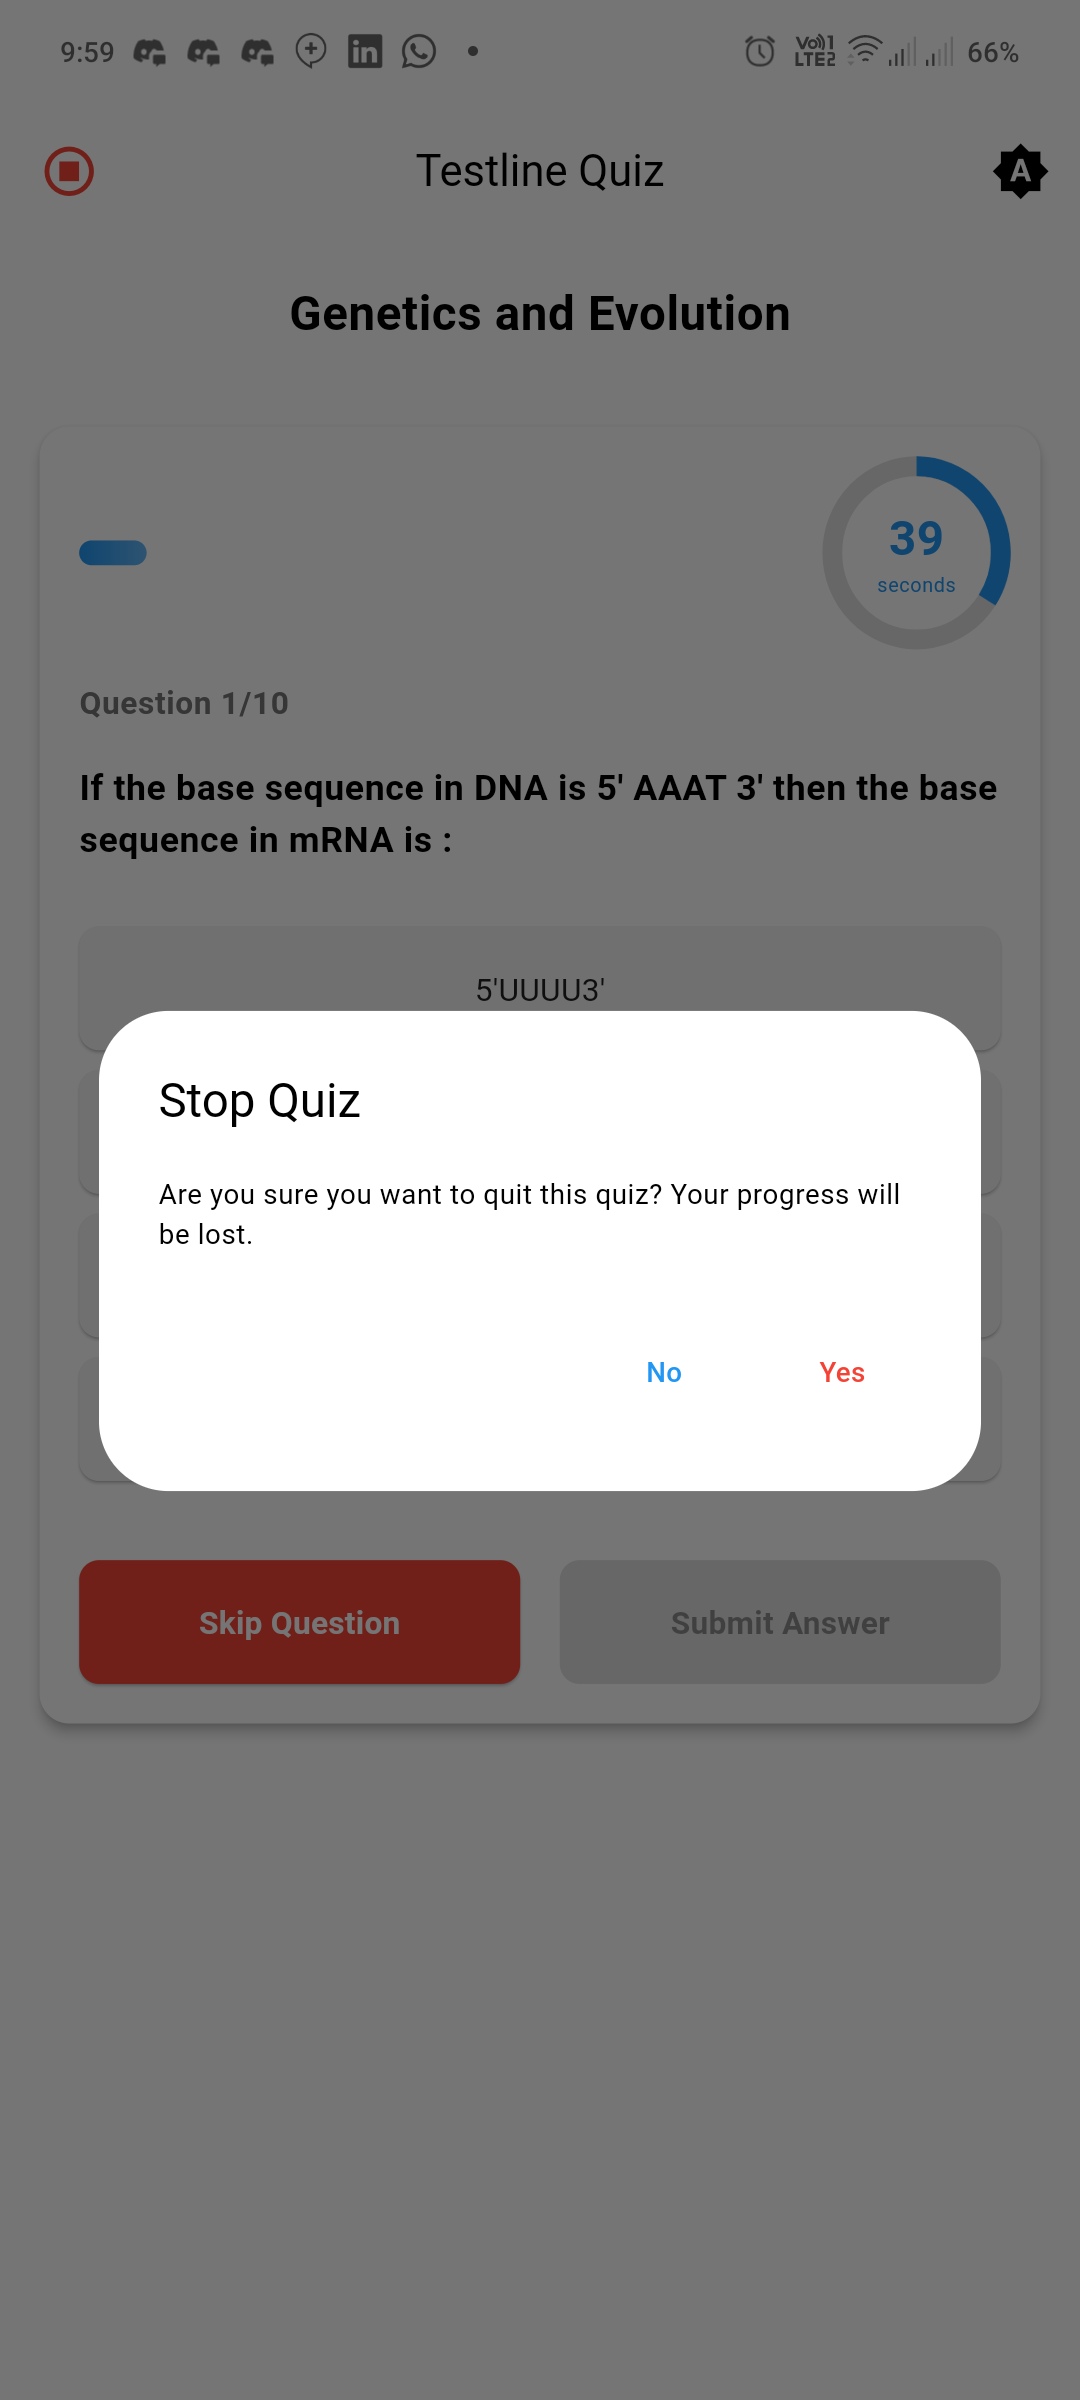 9:59
Vo)) 1
LTE2
66%
Testline Quiz
A
Genetics and Evolution
39
seconds
Question 1/10
If the base sequence in DNA is 5' AAAT 3' then the base
sequence in mRNA is :
5'UUUU3'
Stop Quiz
Are you sure you want to quit this quiz? Your progress will
be lost.
No
Yes
Skip Question
Submit Answer